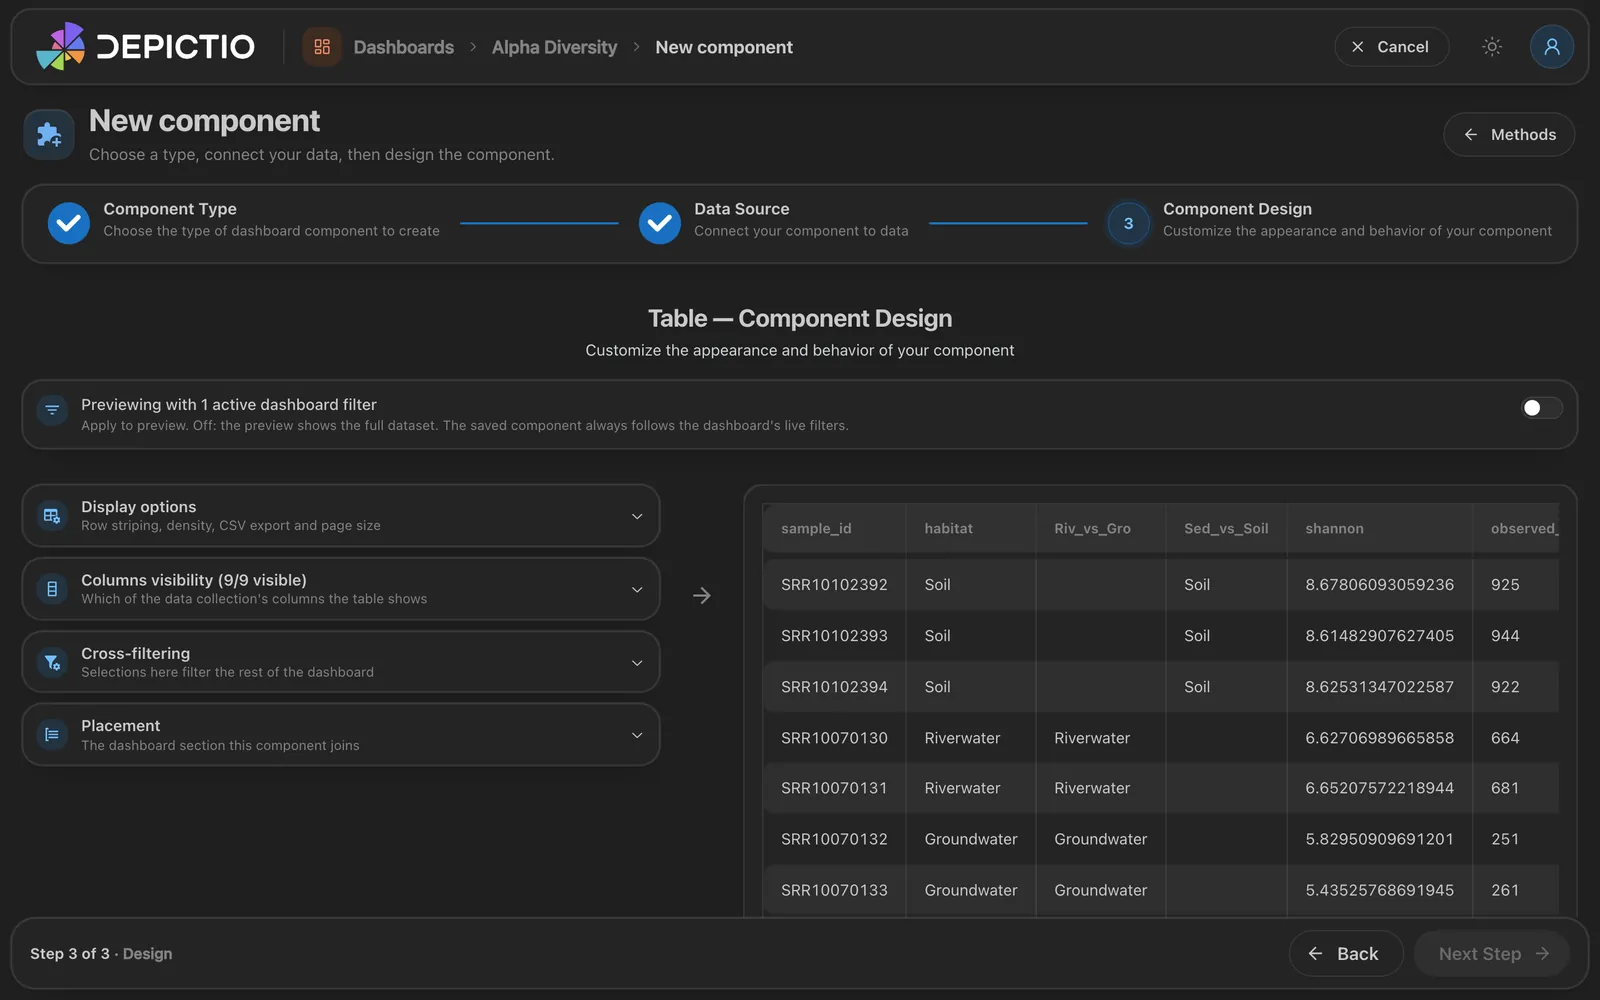 DEPICTIO
Dashboards > Alpha Diversity > New component
Cancel
New component
Choose a type, connect your data, then design the component.
Methods
Component Type
Choose the type of dashboard component to create
Data Source
Connect your component to data
3
Component Design
Customize the appearance and behavior of your component
Table — Component Design
Customize the appearance and behavior of your component
Previewing with 1 active dashboard filter
Apply to preview. Off: the preview shows the full dataset. The saved component always follows the dashboard's live filters.
Display options
Row striping, density, CSV export and page size
Columns visibility (9/9 visible)
Which of the data collection's columns the table shows
Cross-filtering
Selections here filter the rest of the dashboard
Placement
The dashboard section this component joins
sample_id habitat Riv_vs_Gro Sed_vs_Soil shannon observed_
SRR10102392 Soil Soil 8.67806093059236 925
SRR10102393 Soil Soil 8.61482907627405 944
SRR10102394 Soil Soil 8.62531347022587 922
SRR10070130 Riverwater Riverwater 6.62706989665858 664
SRR10070131 Riverwater Riverwater 6.65207572218944 681
SRR10070132 Groundwater Groundwater 5.82950909691201 251
SRR10070133 Groundwater Groundwater 5.43525768691945 261
Step 3 of 3 · Design
Back
Next Step